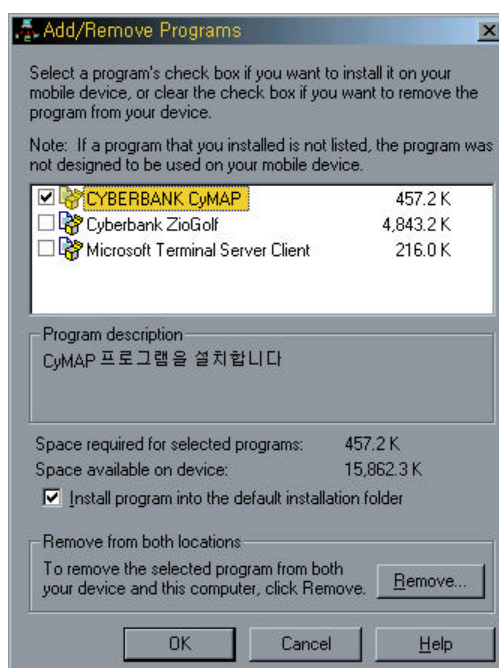 Add/Remove Programs
Select a program's check box if you want to install it on your
mobile device, or clear the check box if you want to remove the
program from your device.
Note: If a program that you installed is not listed, the program was
not designed to be used on your mobile device.
CYBERBANK CyMAP 457.2 K
Cyberbank ZioGolf 4,843.2 K
Microsoft Terminal Server Client 216.0 K
Program description
CyMAP 프로그램을 설치합니다
Space required for selected programs: 457.2 K
Space available on device: 15,862.3 K
Install program into the default installation folder
Remove from both locations
To remove the selected program from both
your device and this computer, click Remove.
Remove...
OK Cancel Help